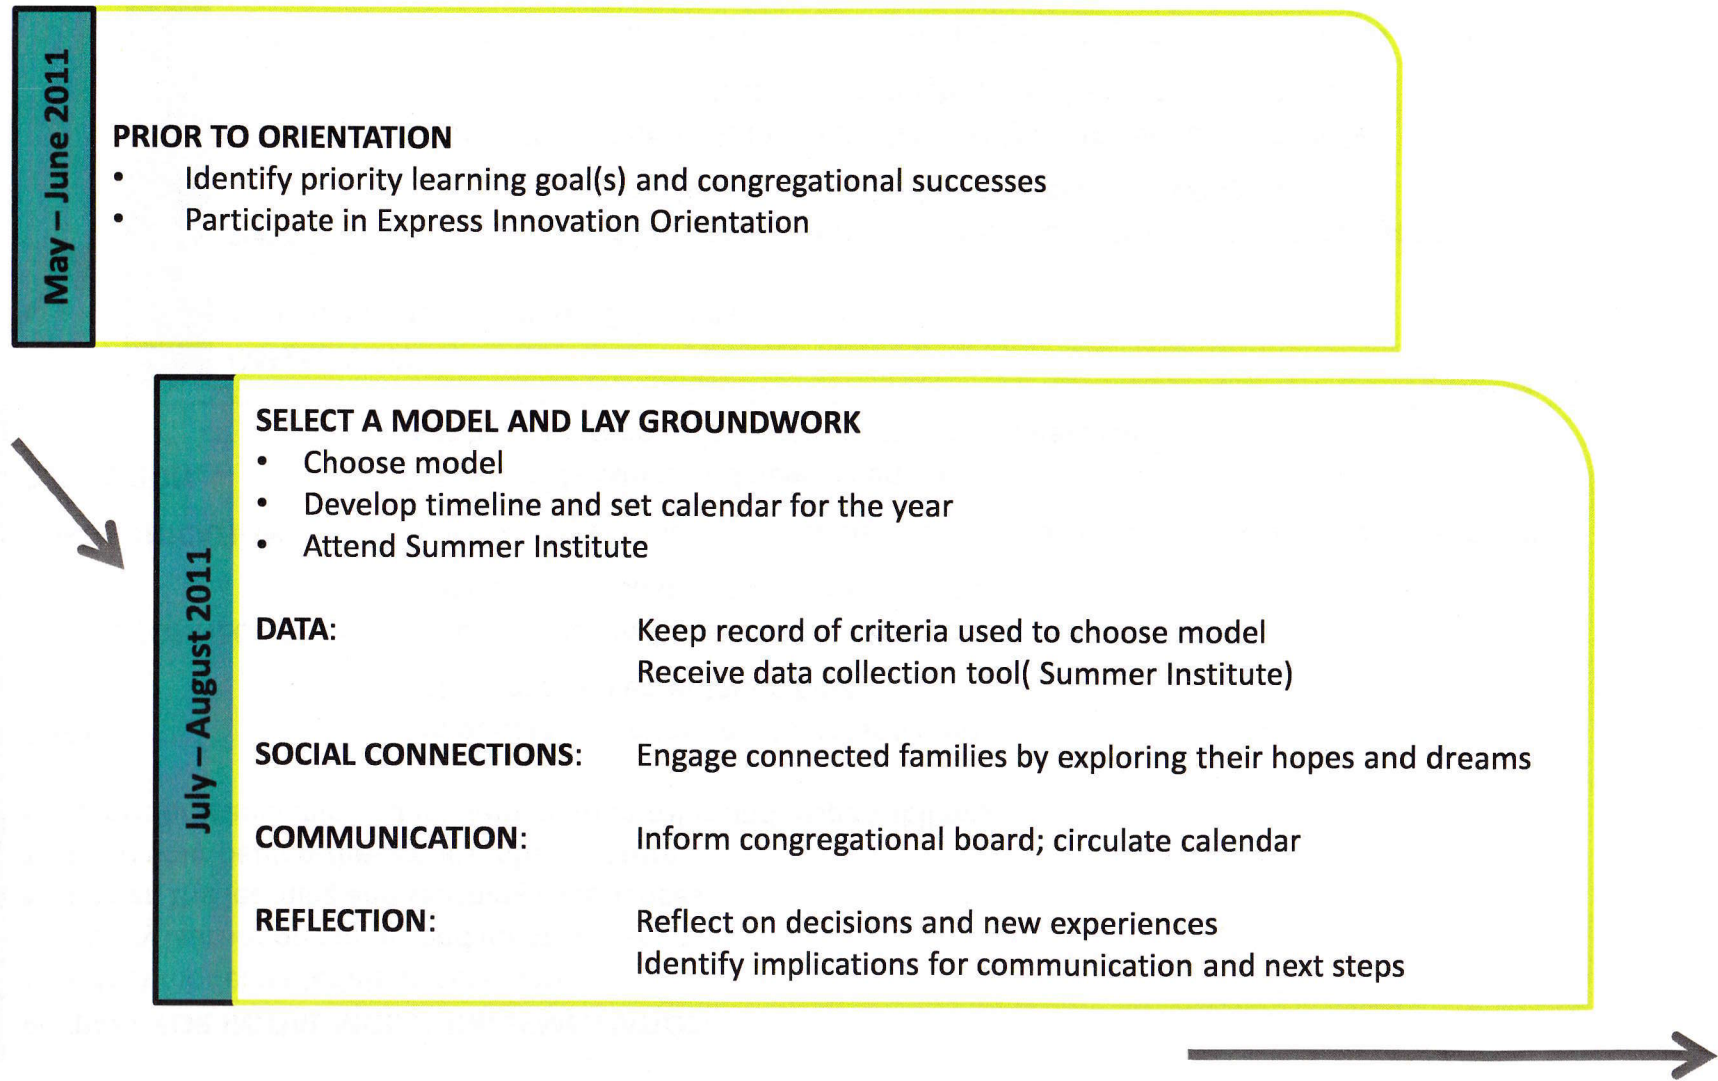 May – June 2011
PRIOR TO ORIENTATION
• Identify priority learning goal(s) and congregational successes
• Participate in Express Innovation Orientation
July – August 2011
SELECT A MODEL AND LAY GROUNDWORK
• Choose model
• Develop timeline and set calendar for the year
• Attend Summer Institute
DATA: Keep record of criteria used to choose model
Receive data collection tool( Summer Institute)
SOCIAL CONNECTIONS: Engage connected families by exploring their hopes and dreams
COMMUNICATION: Inform congregational board; circulate calendar
REFLECTION: Reflect on decisions and new experiences
Identify implications for communication and next steps